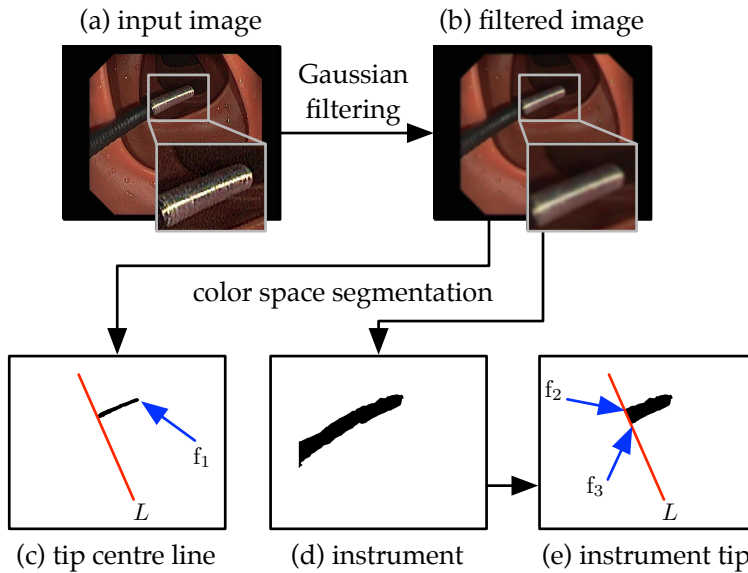 (a) input image
(b) filtered image
Gaussian
filtering
color space segmentation
f1
L
f2
f3
L
(c) tip centre line
(d) instrument
(e) instrument tip